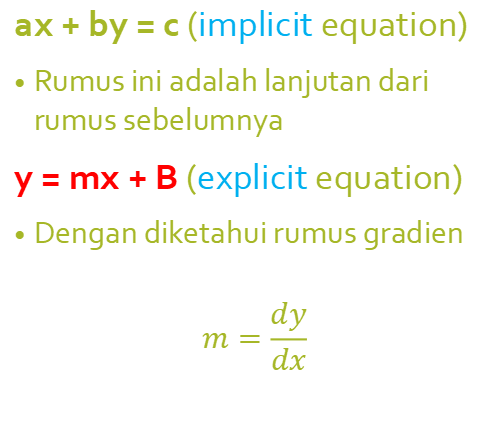 ax + by = c (implicit equation)
• Rumus ini adalah lanjutan dari
rumus sebelumnya
y = mx + B (explicit equation)
• Dengan diketahui rumus gradien
m = dy/dx